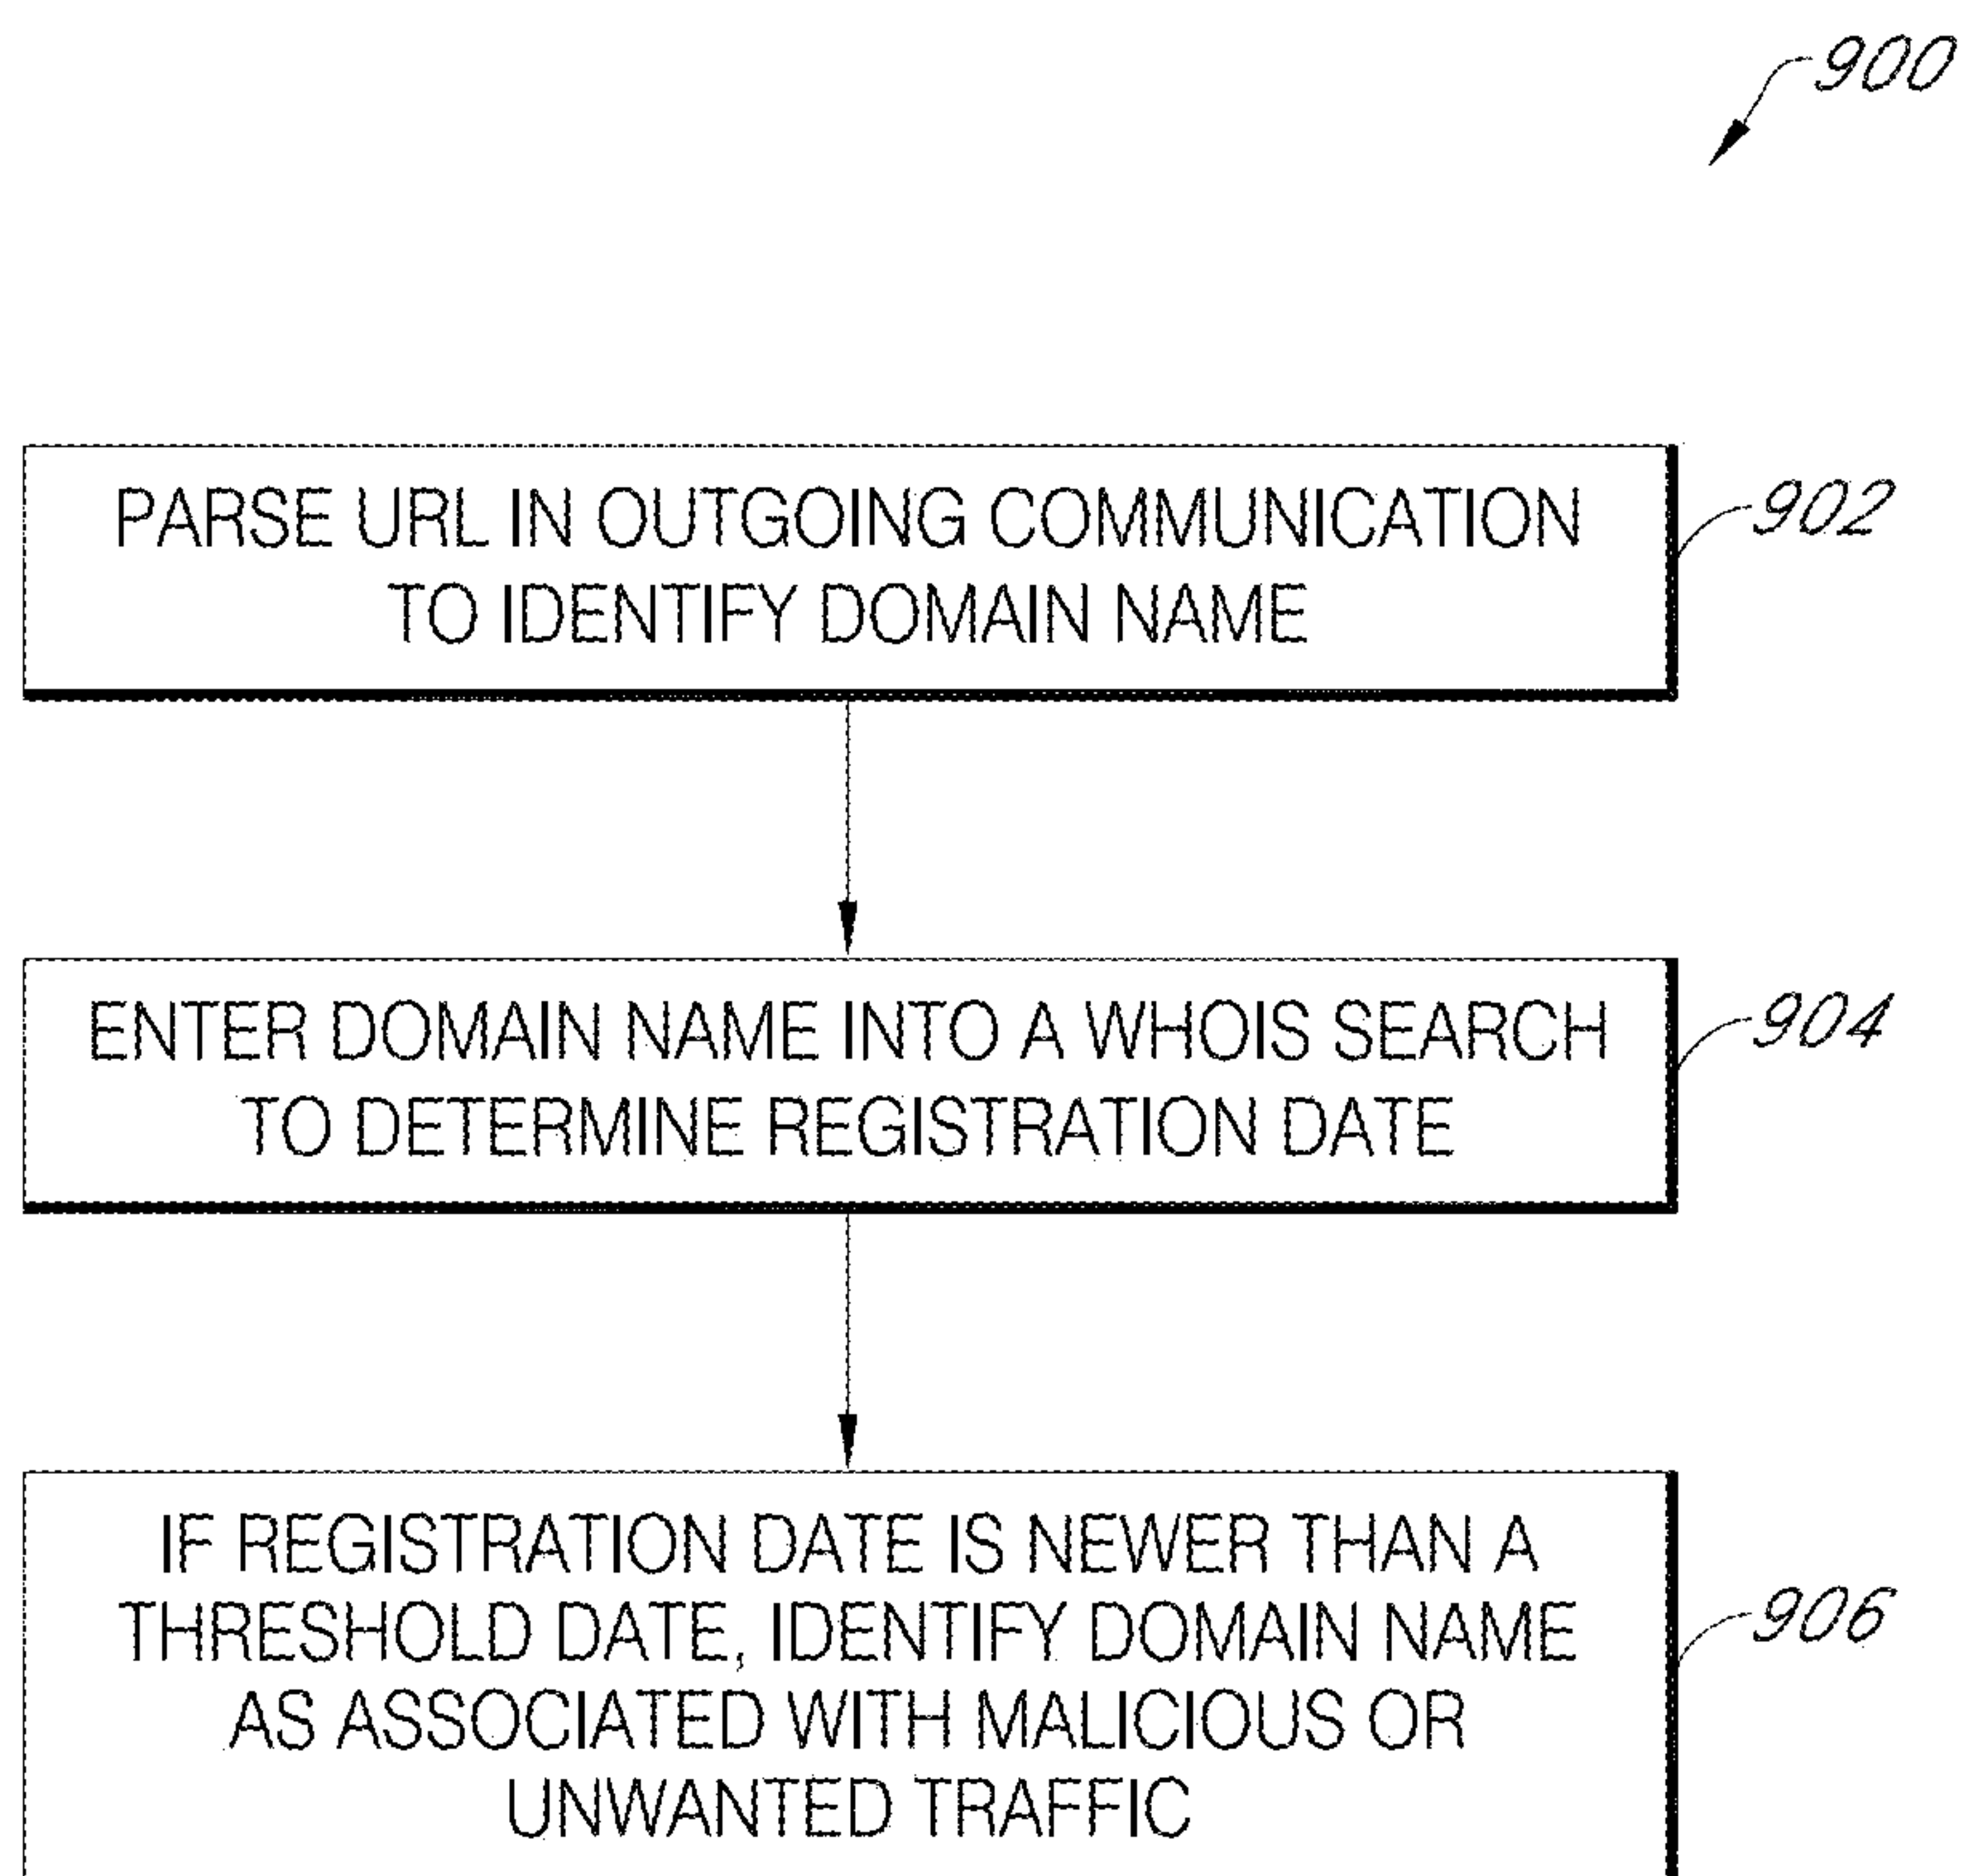 900
PARSE URL IN OUTGOING COMMUNICATION
TO IDENTIFY DOMAIN NAME
902
ENTER DOMAIN NAME INTO A WHOIS SEARCH
TO DETERMINE REGISTRATION DATE
904
IF REGISTRATION DATE IS NEWER THAN A
THRESHOLD DATE, IDENTIFY DOMAIN NAME
AS ASSOCIATED WITH MALICIOUS OR
UNWANTED TRAFFIC
906